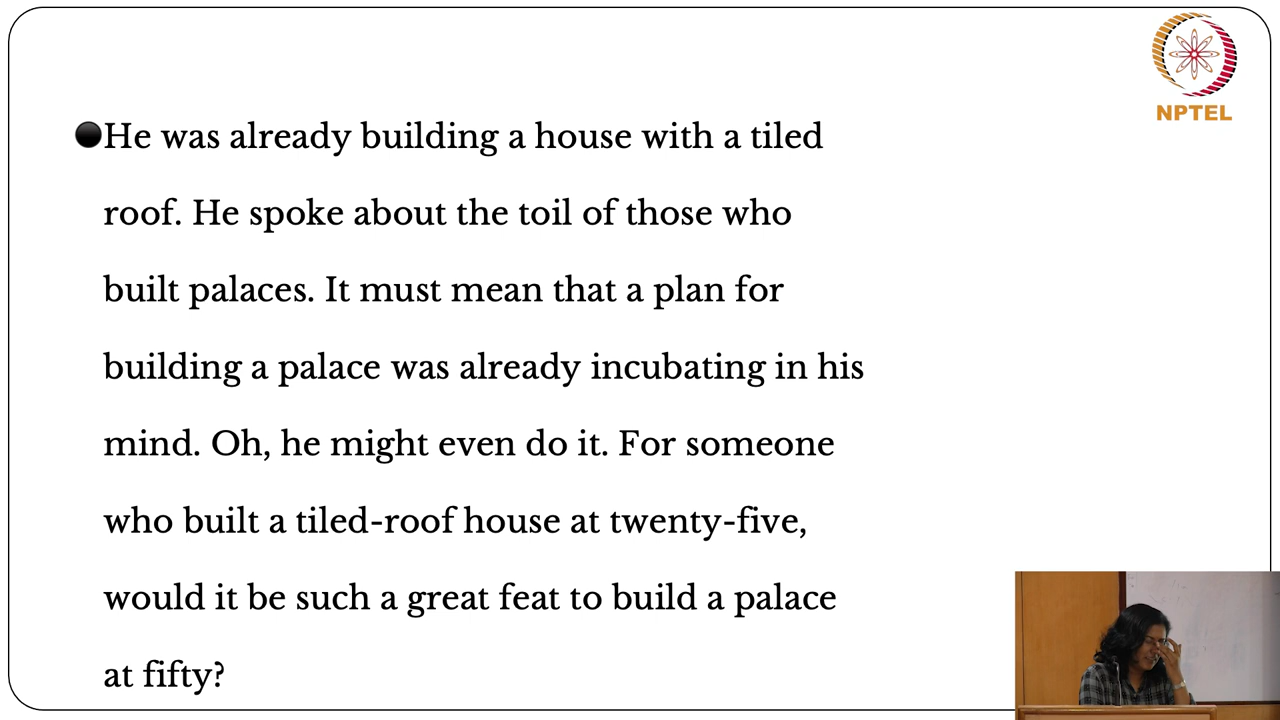 NPTEL
He was already building a house with a tiled
roof. He spoke about the toil of those who
built palaces. It must mean that a plan for
building a palace was already incubating in his
mind. Oh, he might even do it. For someone
who built a tiled-roof house at twenty-five,
would it be such a great feat to build a palace
at fifty?